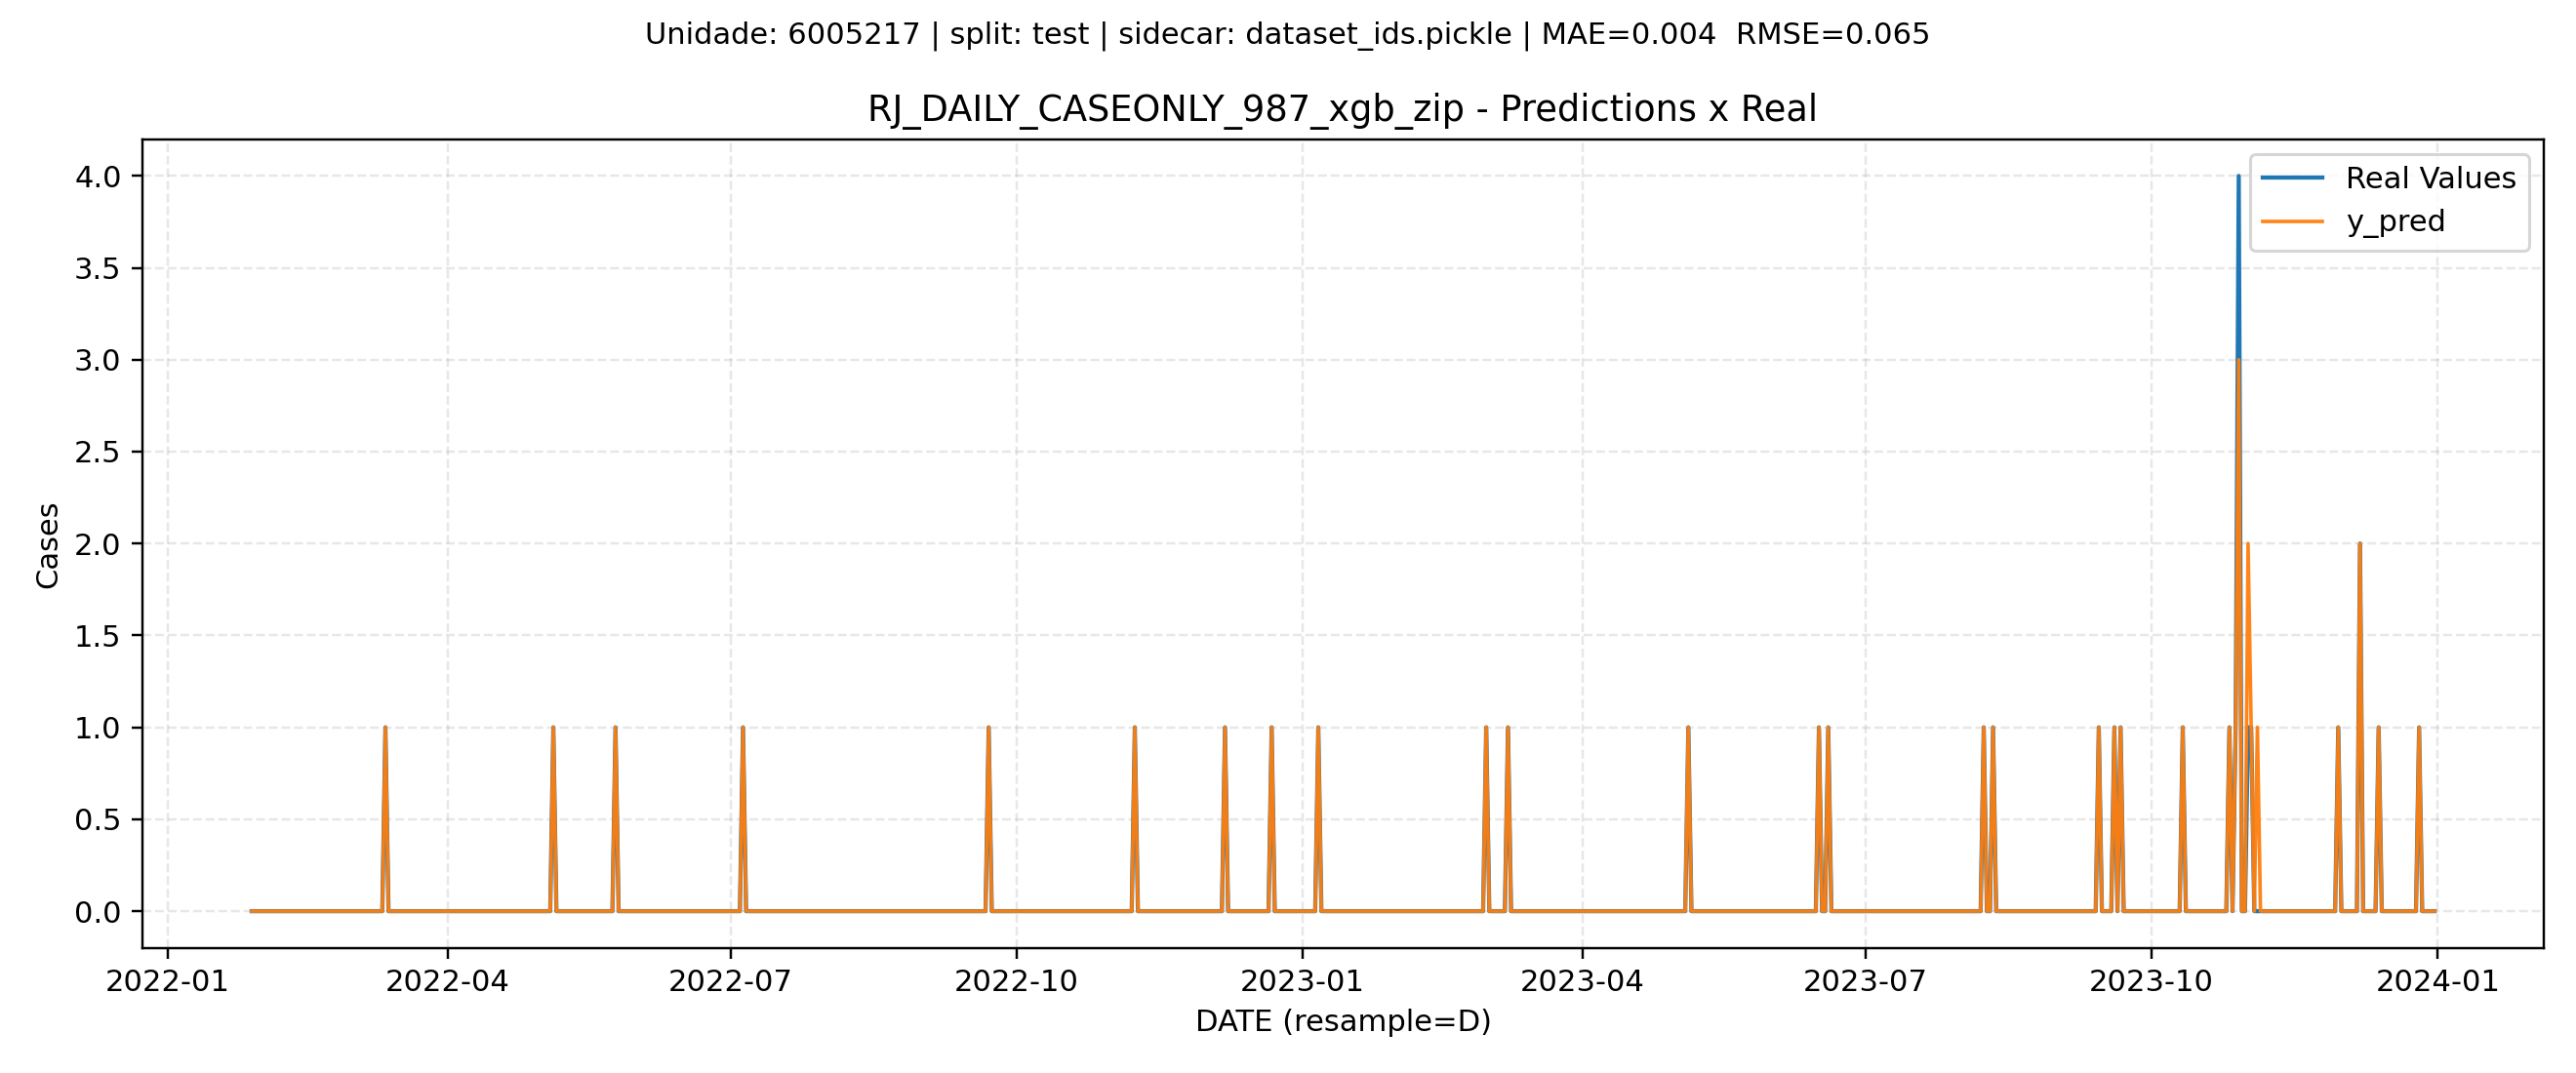 Unidade: 6005217 | split: test | sidecar: dataset_ids.pickle | MAE=0.004  RMSE=0.065
RJ_DAILY_CASEONLY_987_xgb_zip - Predictions x Real
Real Values
y_pred
Cases
4.0
3.5
3.0
2.5
2.0
1.5
1.0
0.5
0.0
2022-01 2022-04 2022-07 2022-10 2023-01 2023-04 2023-07 2023-10 2024-01
DATE (resample=D)